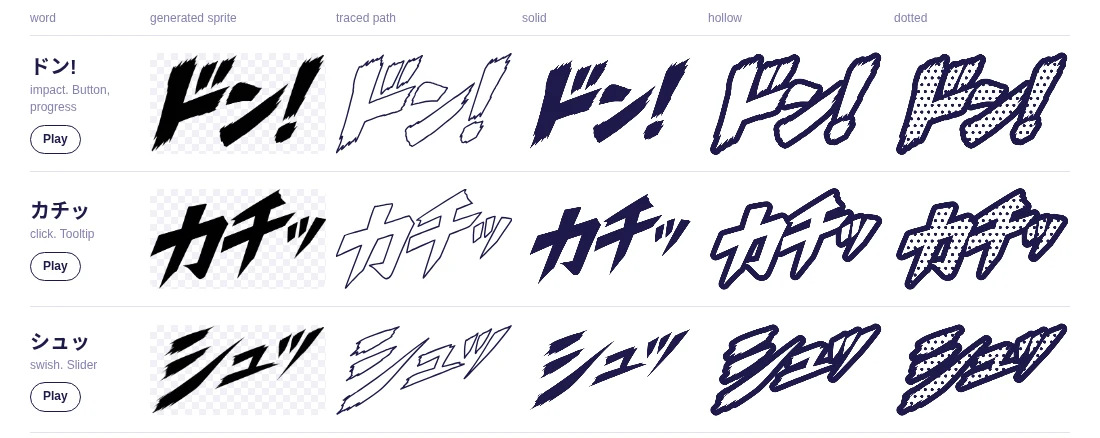 word generated sprite traced path solid hollow dotted
ドン!
impact. Button,
progress
Play
ドン! ドン! ドン! ドン! ドン!
カチッ
click. Tooltip
Play
カチッ カチッ カチッ カチッ カチッ
シュッ
swish. Slider
Play
シュッ シュッ シュッ シュッ シュッ